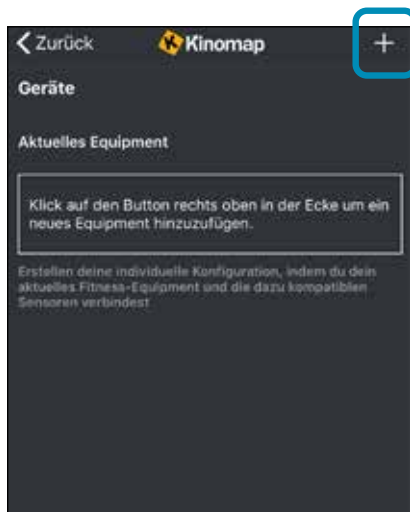 Zurück Kinomap +
Geräte
Aktuelles Equipment
Klick auf den Button rechts oben in der Ecke um ein
neues Equipment hinzuzufügen.
Erstellen deine individuelle Konfiguration, indem du dein
aktuelles Fitness-Equipment und die dazu kompatiblen
Sensoren verbindest